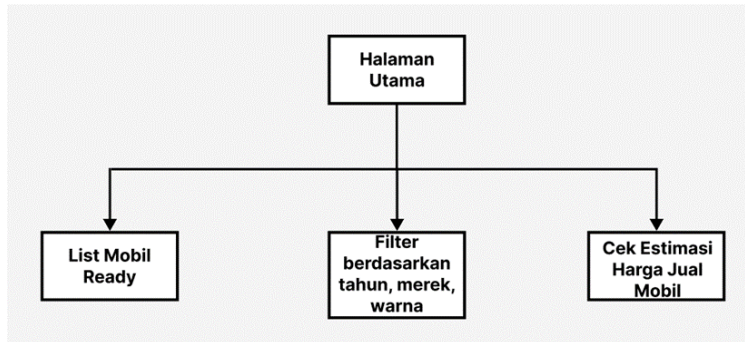 Halaman
Utama
List Mobil
Ready
Filter
berdasarkan
tahun, merek,
warna
Cek Estimasi
Harga Jual
Mobil